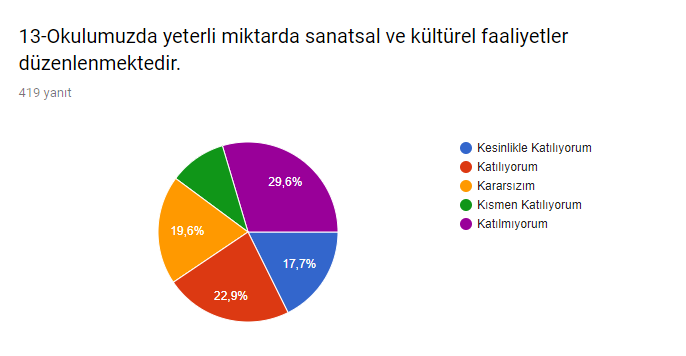 13-Okulumuzda yeterli miktarda sanatsal ve kültürel faaliyetler
düzenlenmektedir.
419 yanıt
Kesinlikle Katılıyorum
Katılıyorum
Kararsızım
Kısmen Katılıyorum
Katılmıyorum
29,6%
19,6%
17,7%
22,9%